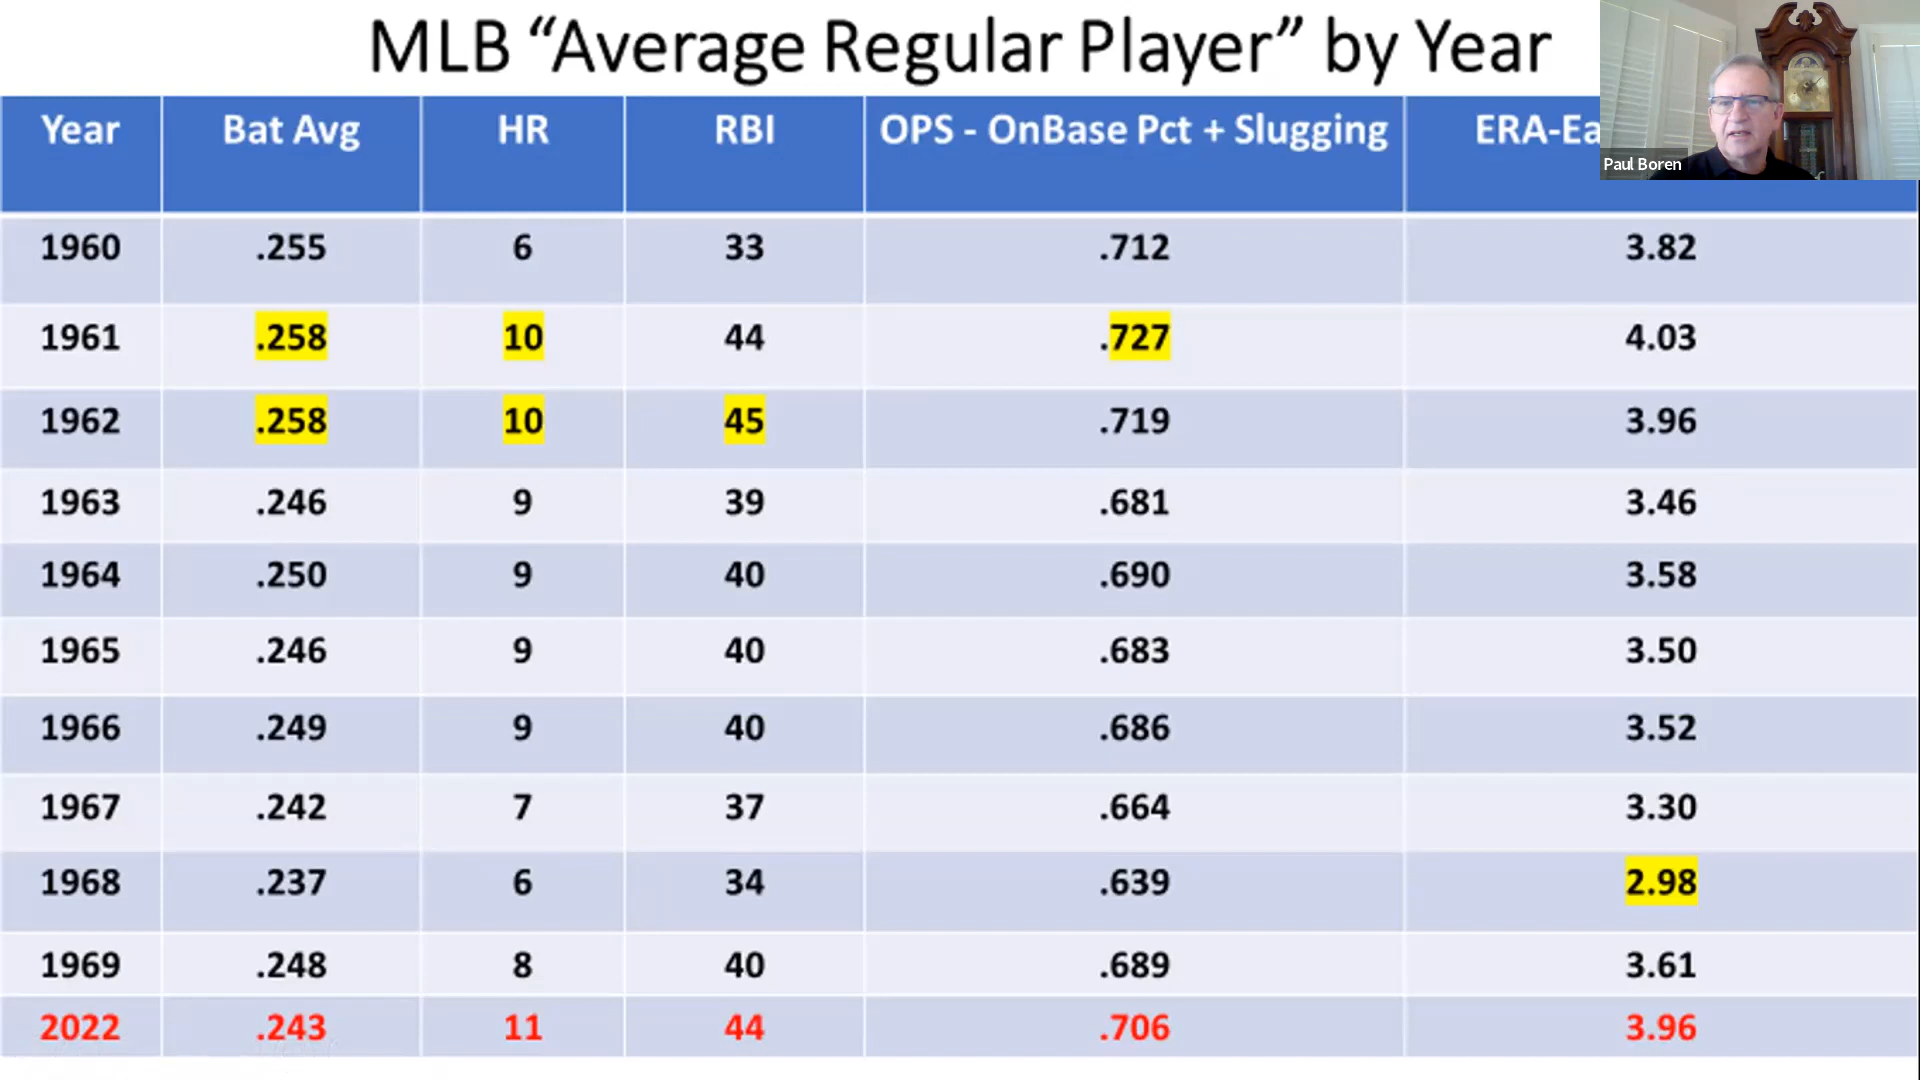 MLB “Average Regular Player” by Year
Year Bat Avg HR RBI OPS - OnBase Pct + Slugging ERA-Ea
Paul Boren
1960 .255 6 33 .712 3.82
1961 .258 10 44 .727 4.03
1962 .258 10 45 .719 3.96
1963 .246 9 39 .681 3.46
1964 .250 9 40 .690 3.58
1965 .246 9 40 .683 3.50
1966 .249 9 40 .686 3.52
1967 .242 7 37 .664 3.30
1968 .237 6 34 .639 2.98
1969 .248 8 40 .689 3.61
2022 .243 11 44 .706 3.96